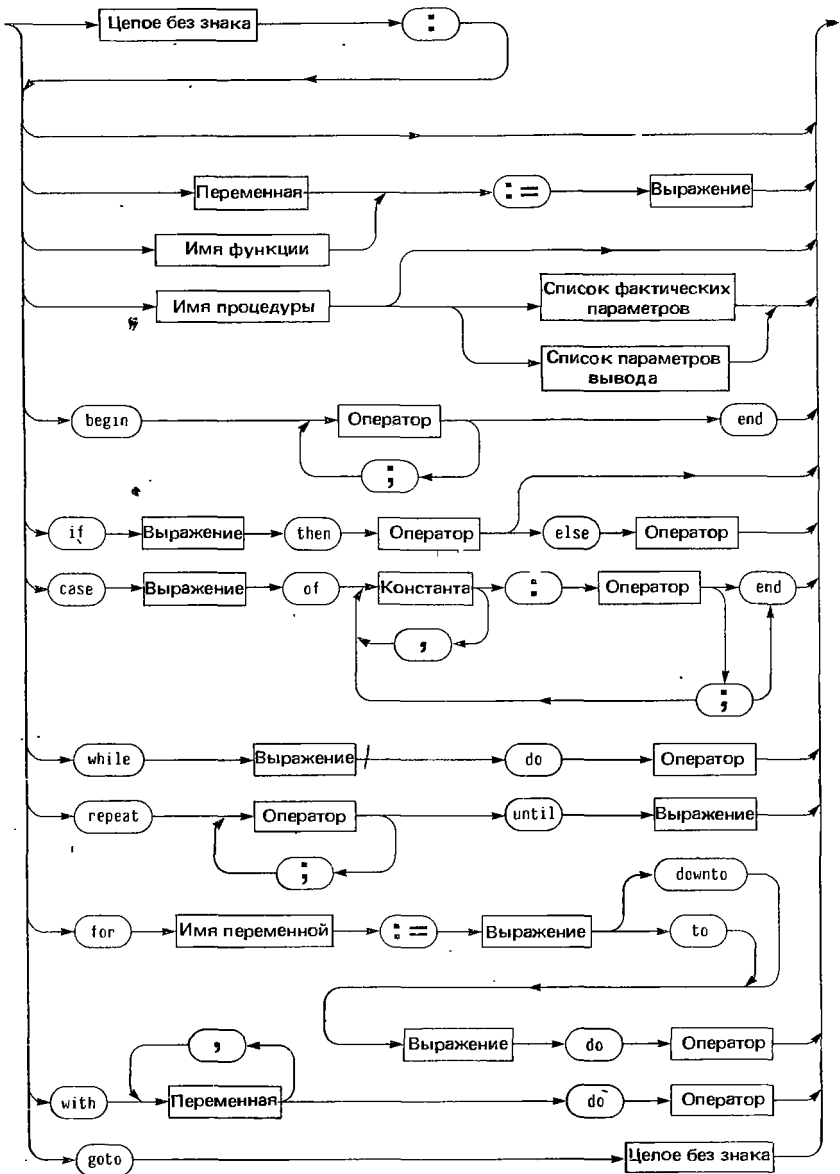 Целое без знака :
Переменная := Выражение
Имя функции
Имя процедуры
Список фактических
параметров
Список параметров
вывода
begin Оператор end
;
if Выражение then Оператор else Оператор
case Выражение of Константа : Оператор end
,
;
while Выражение do Оператор
repeat Оператор until Выражение
;
downto
for Имя переменной := Выражение to
,
Выражение do Оператор
with Переменная do Оператор
goto Целое без знака